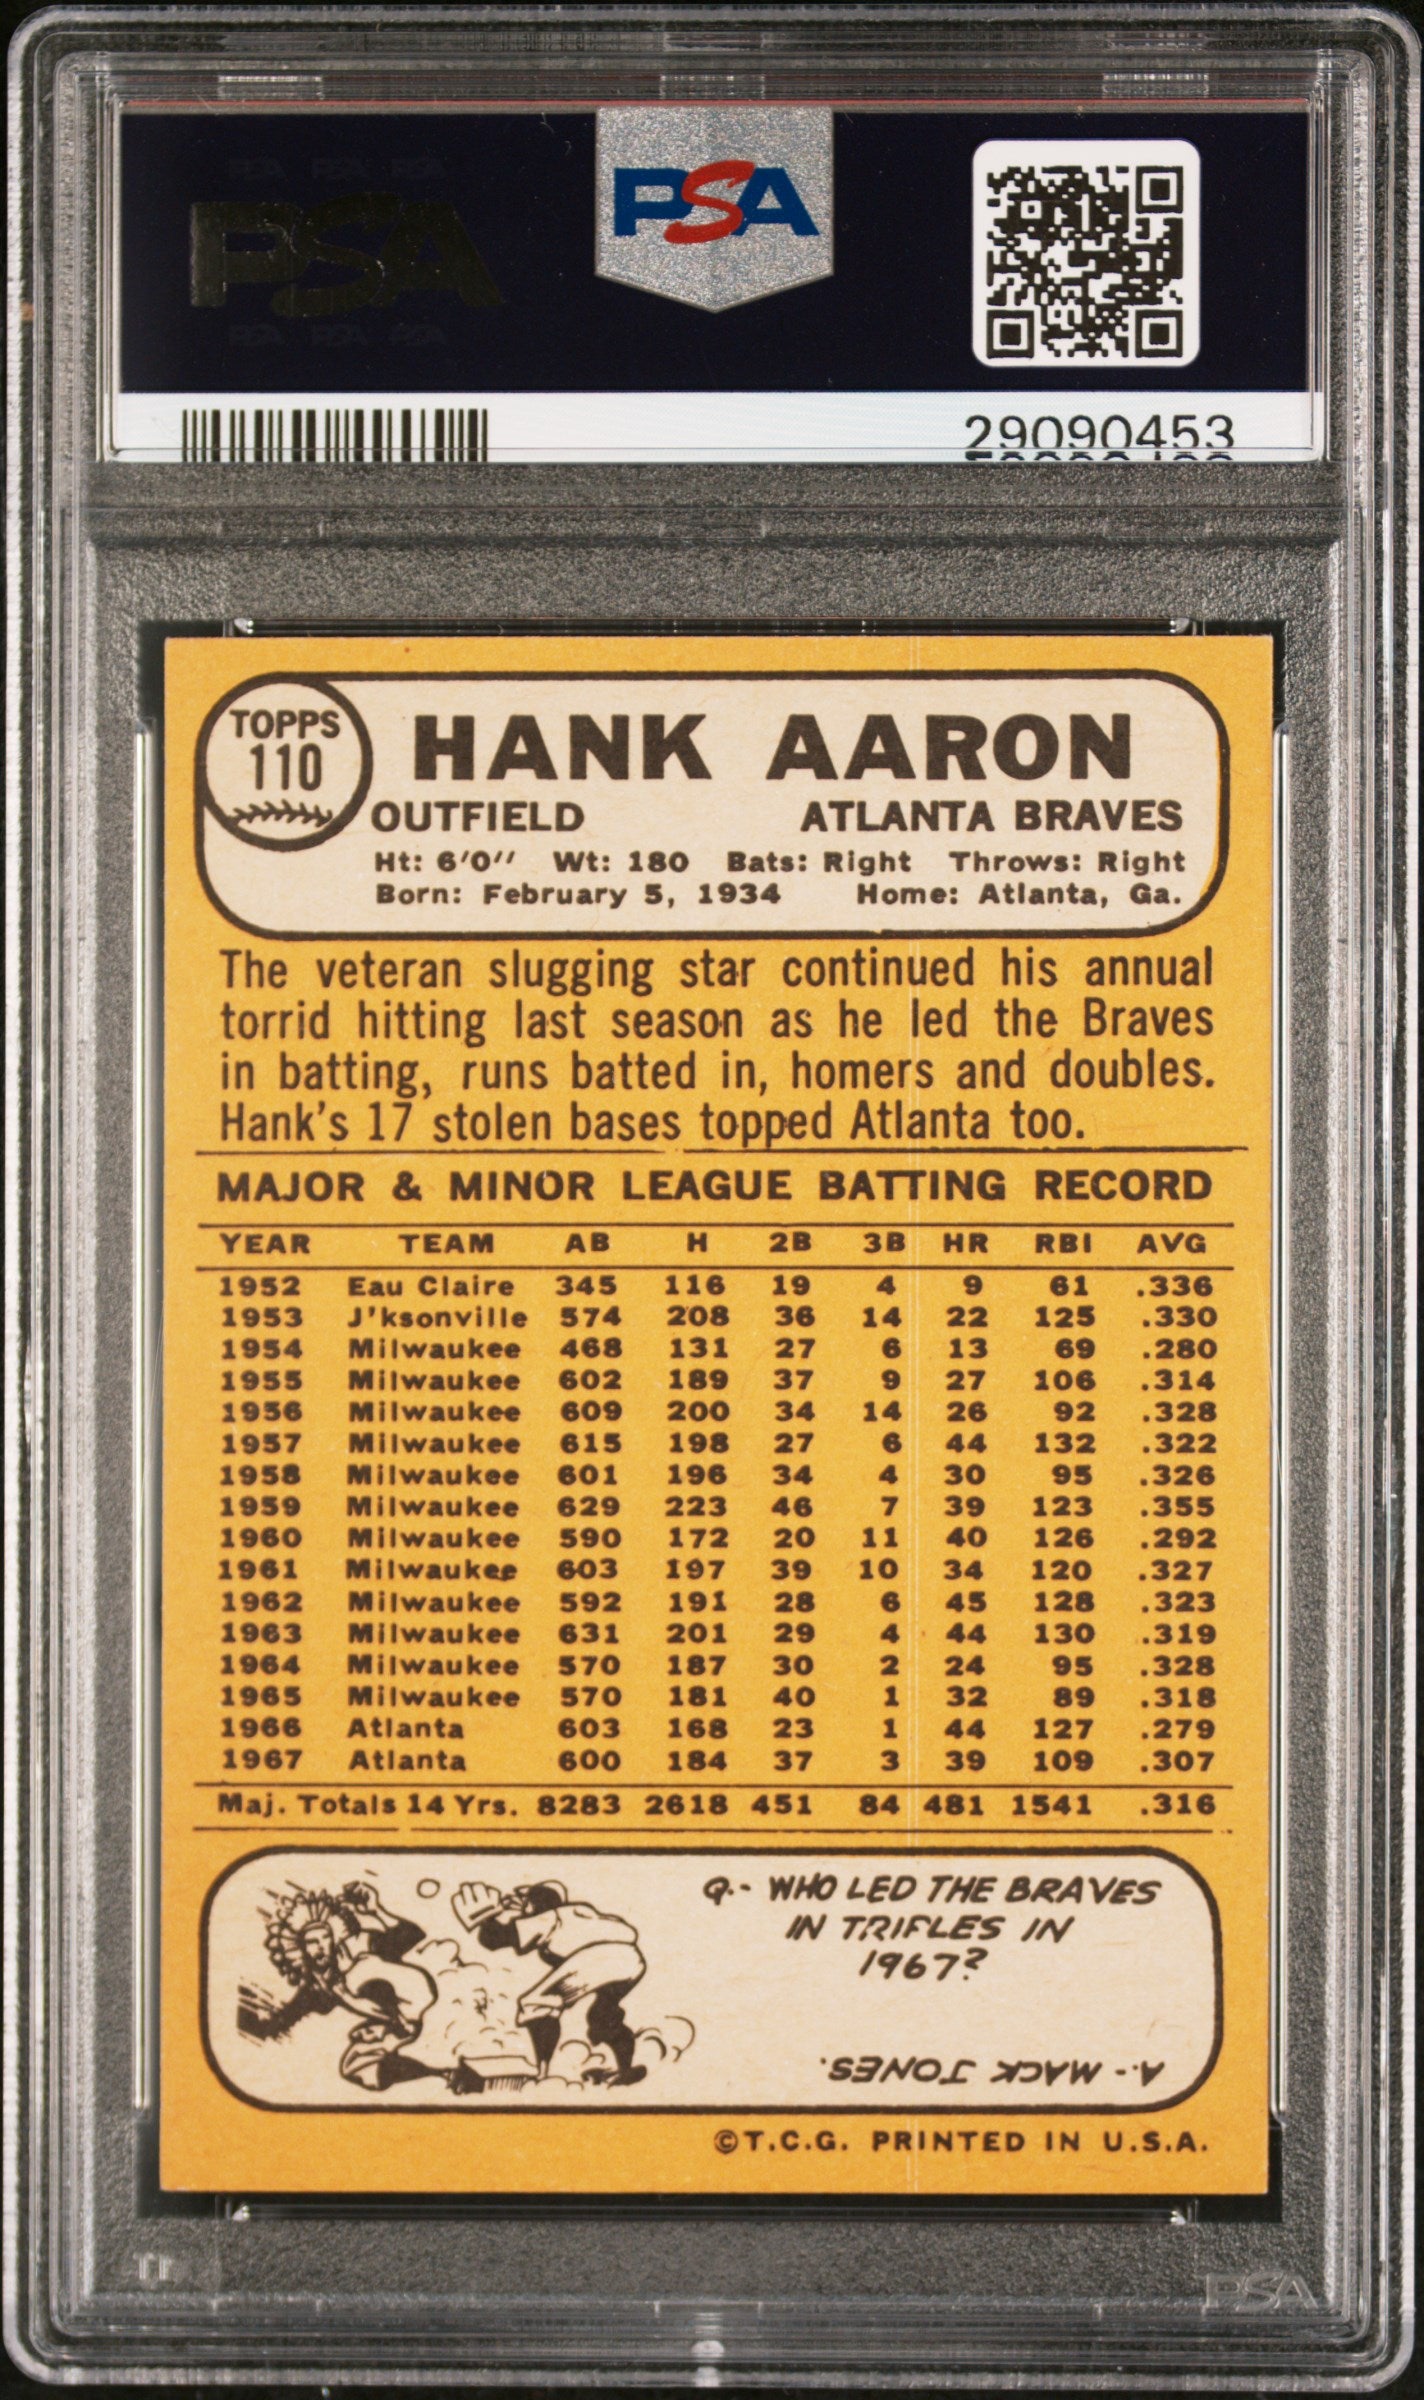 PSA PSA PSA
PSA
PSA PSA PSA
PSA
29090453
TOPPS
110
HANK AARON
OUTFIELD ATLANTA BRAVES
Ht: 6'0" Wt: 180 Bats: Right Throws: Right
Born: February 5, 1934 Home: Atlanta, Ga.
The veteran slugging star continued his annual
torrid hitting last season as he led the Braves
in batting, runs batted in, homers and doubles.
Hank's 17 stolen bases topped Atlanta too.
MAJOR & MINOR LEAGUE BATTING RECORD
YEAR TEAM AB H 2B 3B HR RBI AVG
1952 Eau Claire 345 116 19 4 9 61 .336
1953 J'ksonville 574 208 36 14 22 125 .330
1954 Milwaukee 468 131 27 6 13 69 .280
1955 Milwaukee 602 189 37 9 27 106 .314
1956 Milwaukee 609 200 34 14 26 92 .328
1957 Milwaukee 615 198 27 6 44 132 .322
1958 Milwaukee 601 196 34 4 30 95 .326
1959 Milwaukee 629 223 46 7 39 123 .355
1960 Milwaukee 590 172 20 11 40 126 .292
1961 Milwaukee 603 197 39 10 34 120 .327
1962 Milwaukee 592 191 28 6 45 128 .323
1963 Milwaukee 631 201 29 4 44 130 .319
1964 Milwaukee 570 187 30 2 24 95 .328
1965 Milwaukee 570 181 40 1 32 89 .318
1966 Atlanta 603 168 23 1 44 127 .279
1967 Atlanta 600 184 37 3 39 109 .307
Maj. Totals 14 Yrs. 8283 2618 451 84 481 1541 .316
Q.- WHO LED THE BRAVES
IN TRIFLES IN
1967?
A.- MACK JONES.
©T.C.G. PRINTED IN U.S.A.
PSA